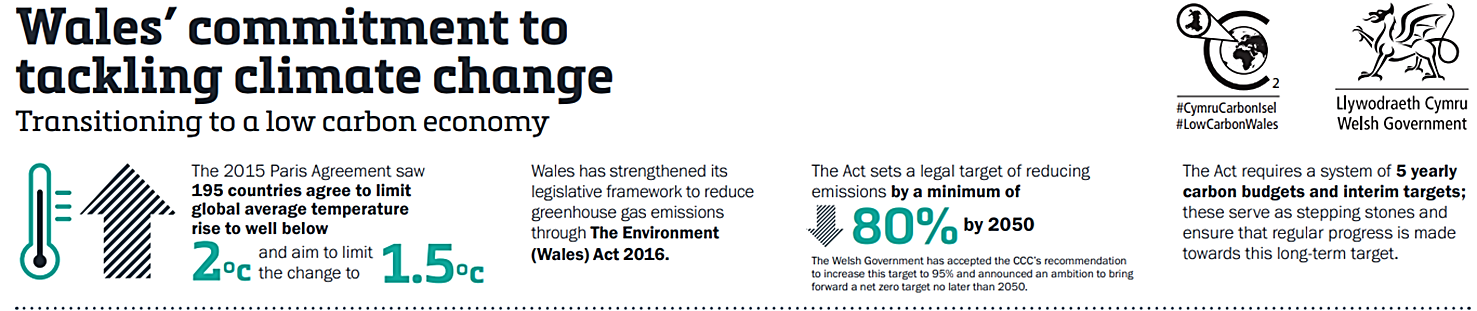 Wales’ commitment to
tackling climate change
Transitioning to a low carbon economy
2
#CymruCarbonIsel
#LowCarbonWales
Llywodraeth Cymru
Welsh Government
The 2015 Paris Agreement saw
195 countries agree to limit
global average temperature
rise to well below
2°C and aim to limit
the change to 1.5°C
Wales has strengthened its
legislative framework to reduce
greenhouse gas emissions
through The Environment
(Wales) Act 2016.
The Act sets a legal target of reducing
emissions by a minimum of
80% by 2050
The Welsh Government has accepted the CCC’s recommendation
to increase this target to 95% and announced an ambition to bring
forward a net zero target no later than 2050.
The Act requires a system of 5 yearly
carbon budgets and interim targets;
these serve as stepping stones and
ensure that regular progress is made
towards this long-term target.